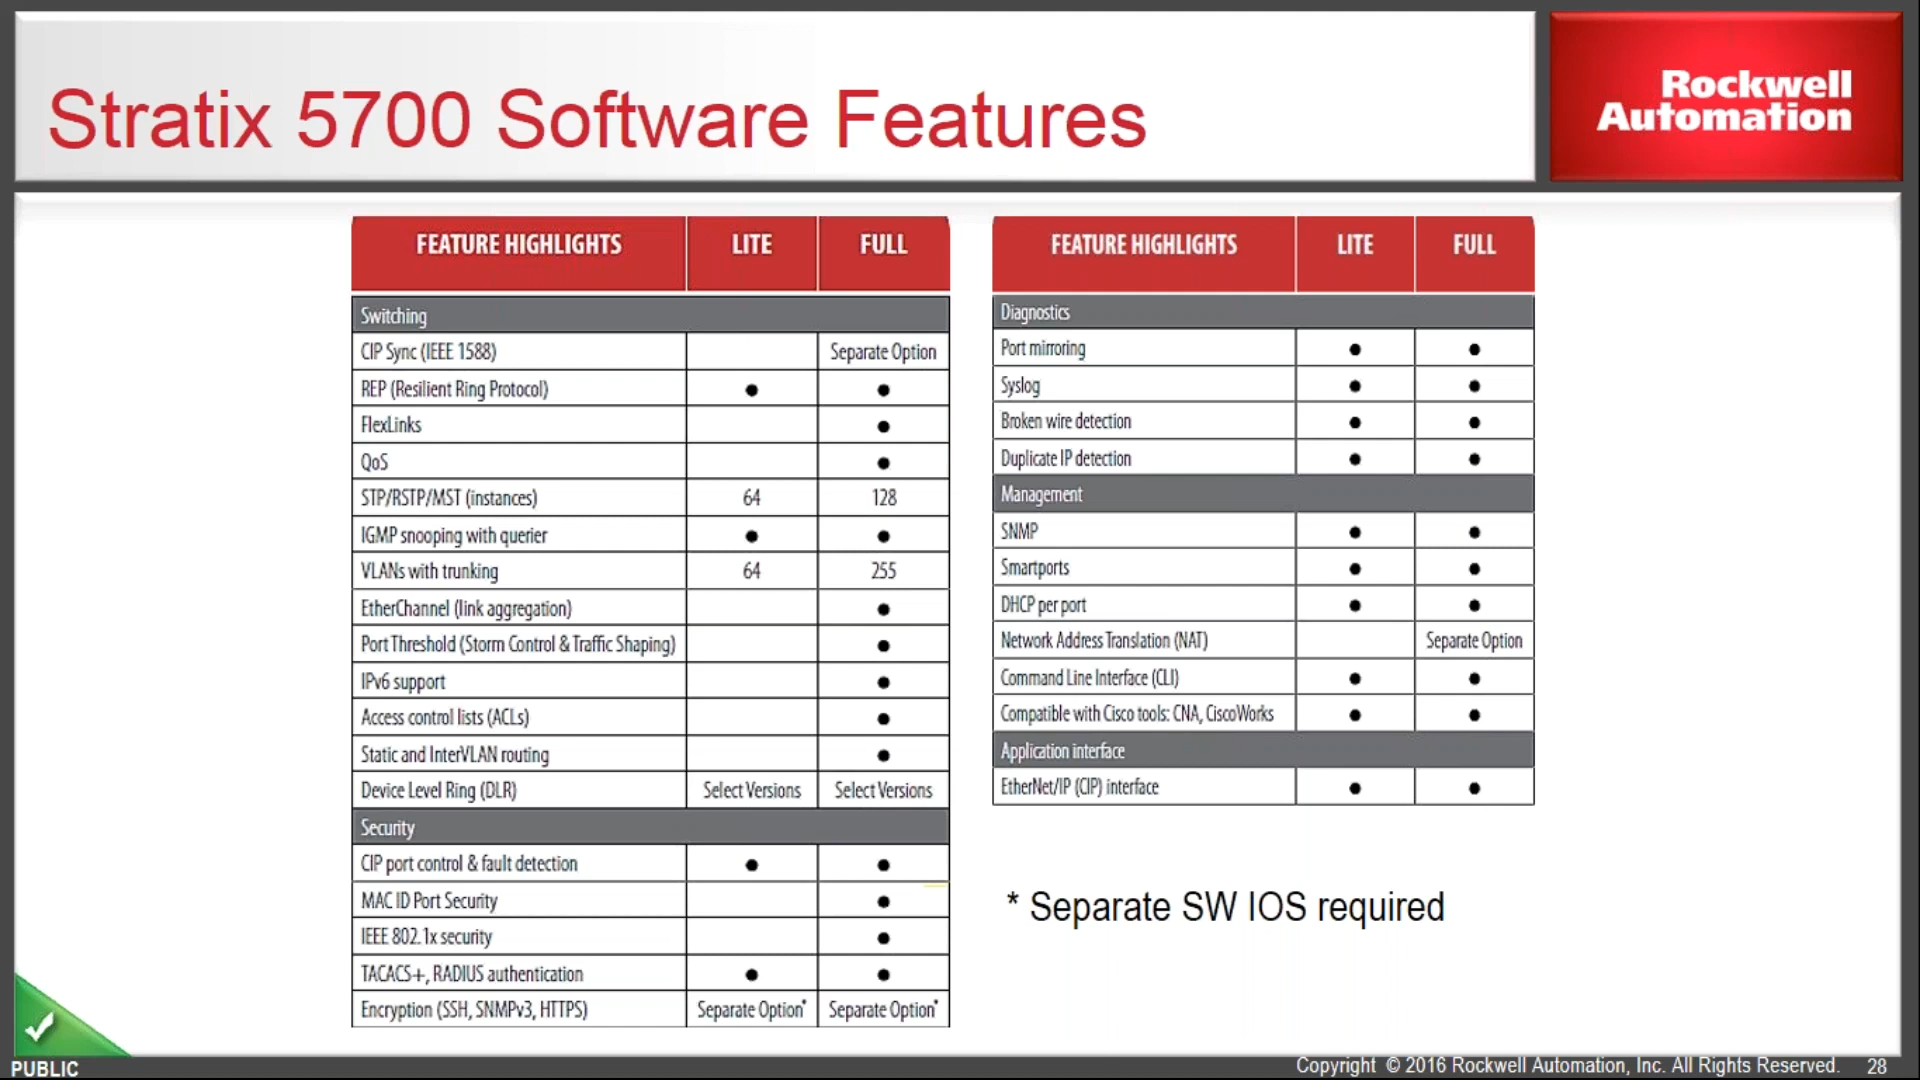 Stratix 5700 Software Features
Rockwell
Automation
FEATURE HIGHLIGHTS LITE FULL
Switching
CIP Sync (IEEE 1588) Separate Option
REP (Resilient Ring Protocol) ● ●
FlexLinks ●
QoS ●
STP/RSTP/MST (instances) 64 128
IGMP snooping with querier ● ●
VLANs with trunking 64 255
EtherChannel (link aggregation) ●
Port Threshold (Storm Control & Traffic Shaping) ●
IPv6 support ●
Access control lists (ACLs) ●
Static and InterVLAN routing ●
Device Level Ring (DLR) Select Versions Select Versions
Security
CIP port control & fault detection ● ●
MAC ID Port Security ●
IEEE 802.1x security ●
TACACS+, RADIUS authentication ● ●
Encryption (SSH, SNMPv3, HTTPS) Separate Option* Separate Option*
FEATURE HIGHLIGHTS LITE FULL
Diagnostics
Port mirroring ● ●
Syslog ● ●
Broken wire detection ● ●
Duplicate IP detection ● ●
Management
SNMP ● ●
Smartports ● ●
DHCP per port ● ●
Network Address Translation (NAT) Separate Option
Command Line Interface (CLI) ● ●
Compatible with Cisco tools: CNA, CiscoWorks ● ●
Application interface
EtherNet/IP (CIP) interface ● ●
* Separate SW IOS required
PUBLIC
Copyright © 2016 Rockwell Automation, Inc. All Rights Reserved. 28